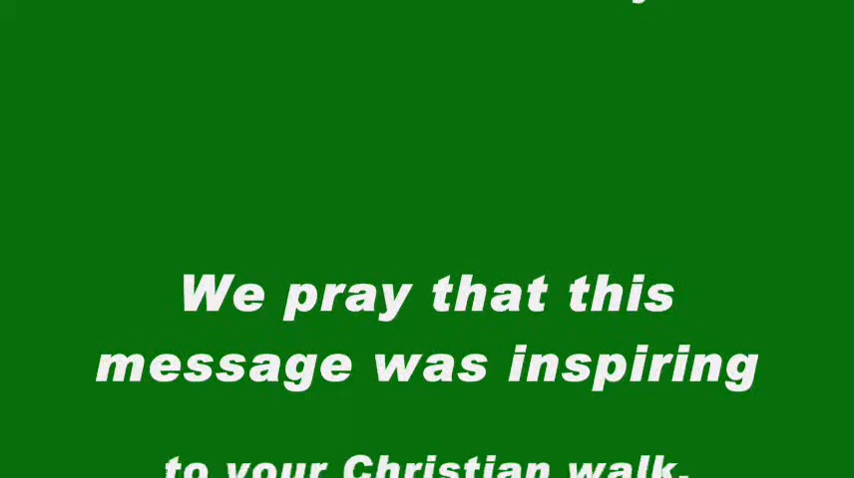 We pray that this
message was inspiring
to your Christian walk.